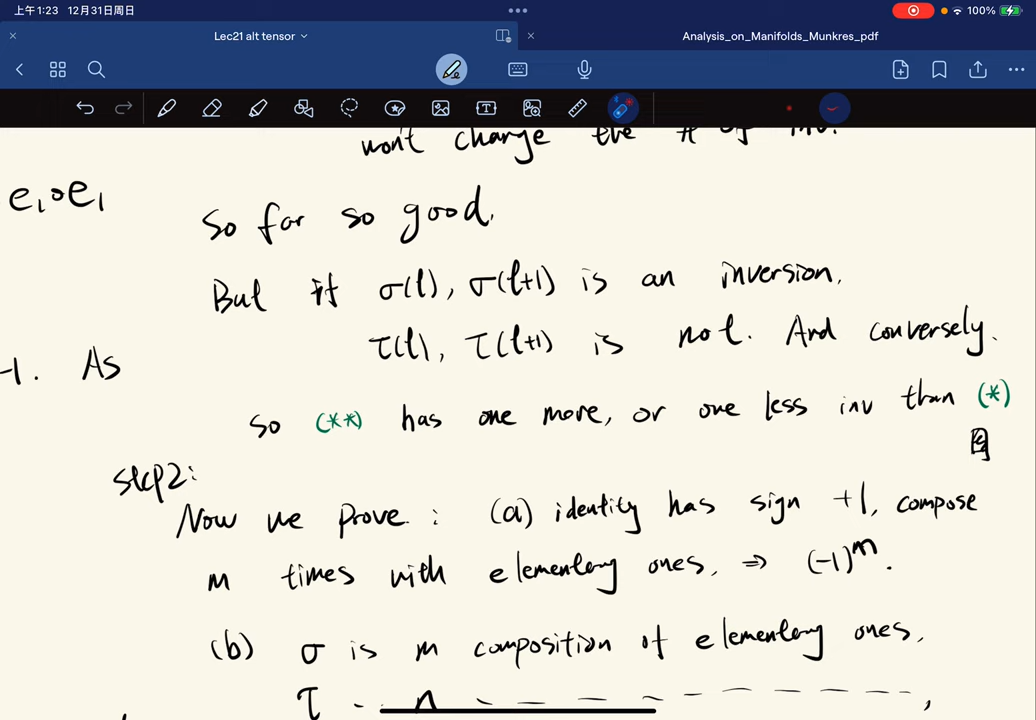 上午1:23 12月31日周日
100%
Lec21 alt tensor
Analysis_on_Manifolds_Munkres_pdf
won't change the # of inv.
e₁∘e₁
so far so good.
But if σ(l), σ(l+1) is an inversion,
τ(l), τ(l+1) is not. And conversely.
-1. As
so (**) has one more, or one less inv than (*)
step2:
Now we prove: (a) identity has sign +1, compose
m times with elementary ones, ⇒ (-1)ᵐ.
(b) σ is m composition of elementary ones,
τ - n - - - - - - - - ,